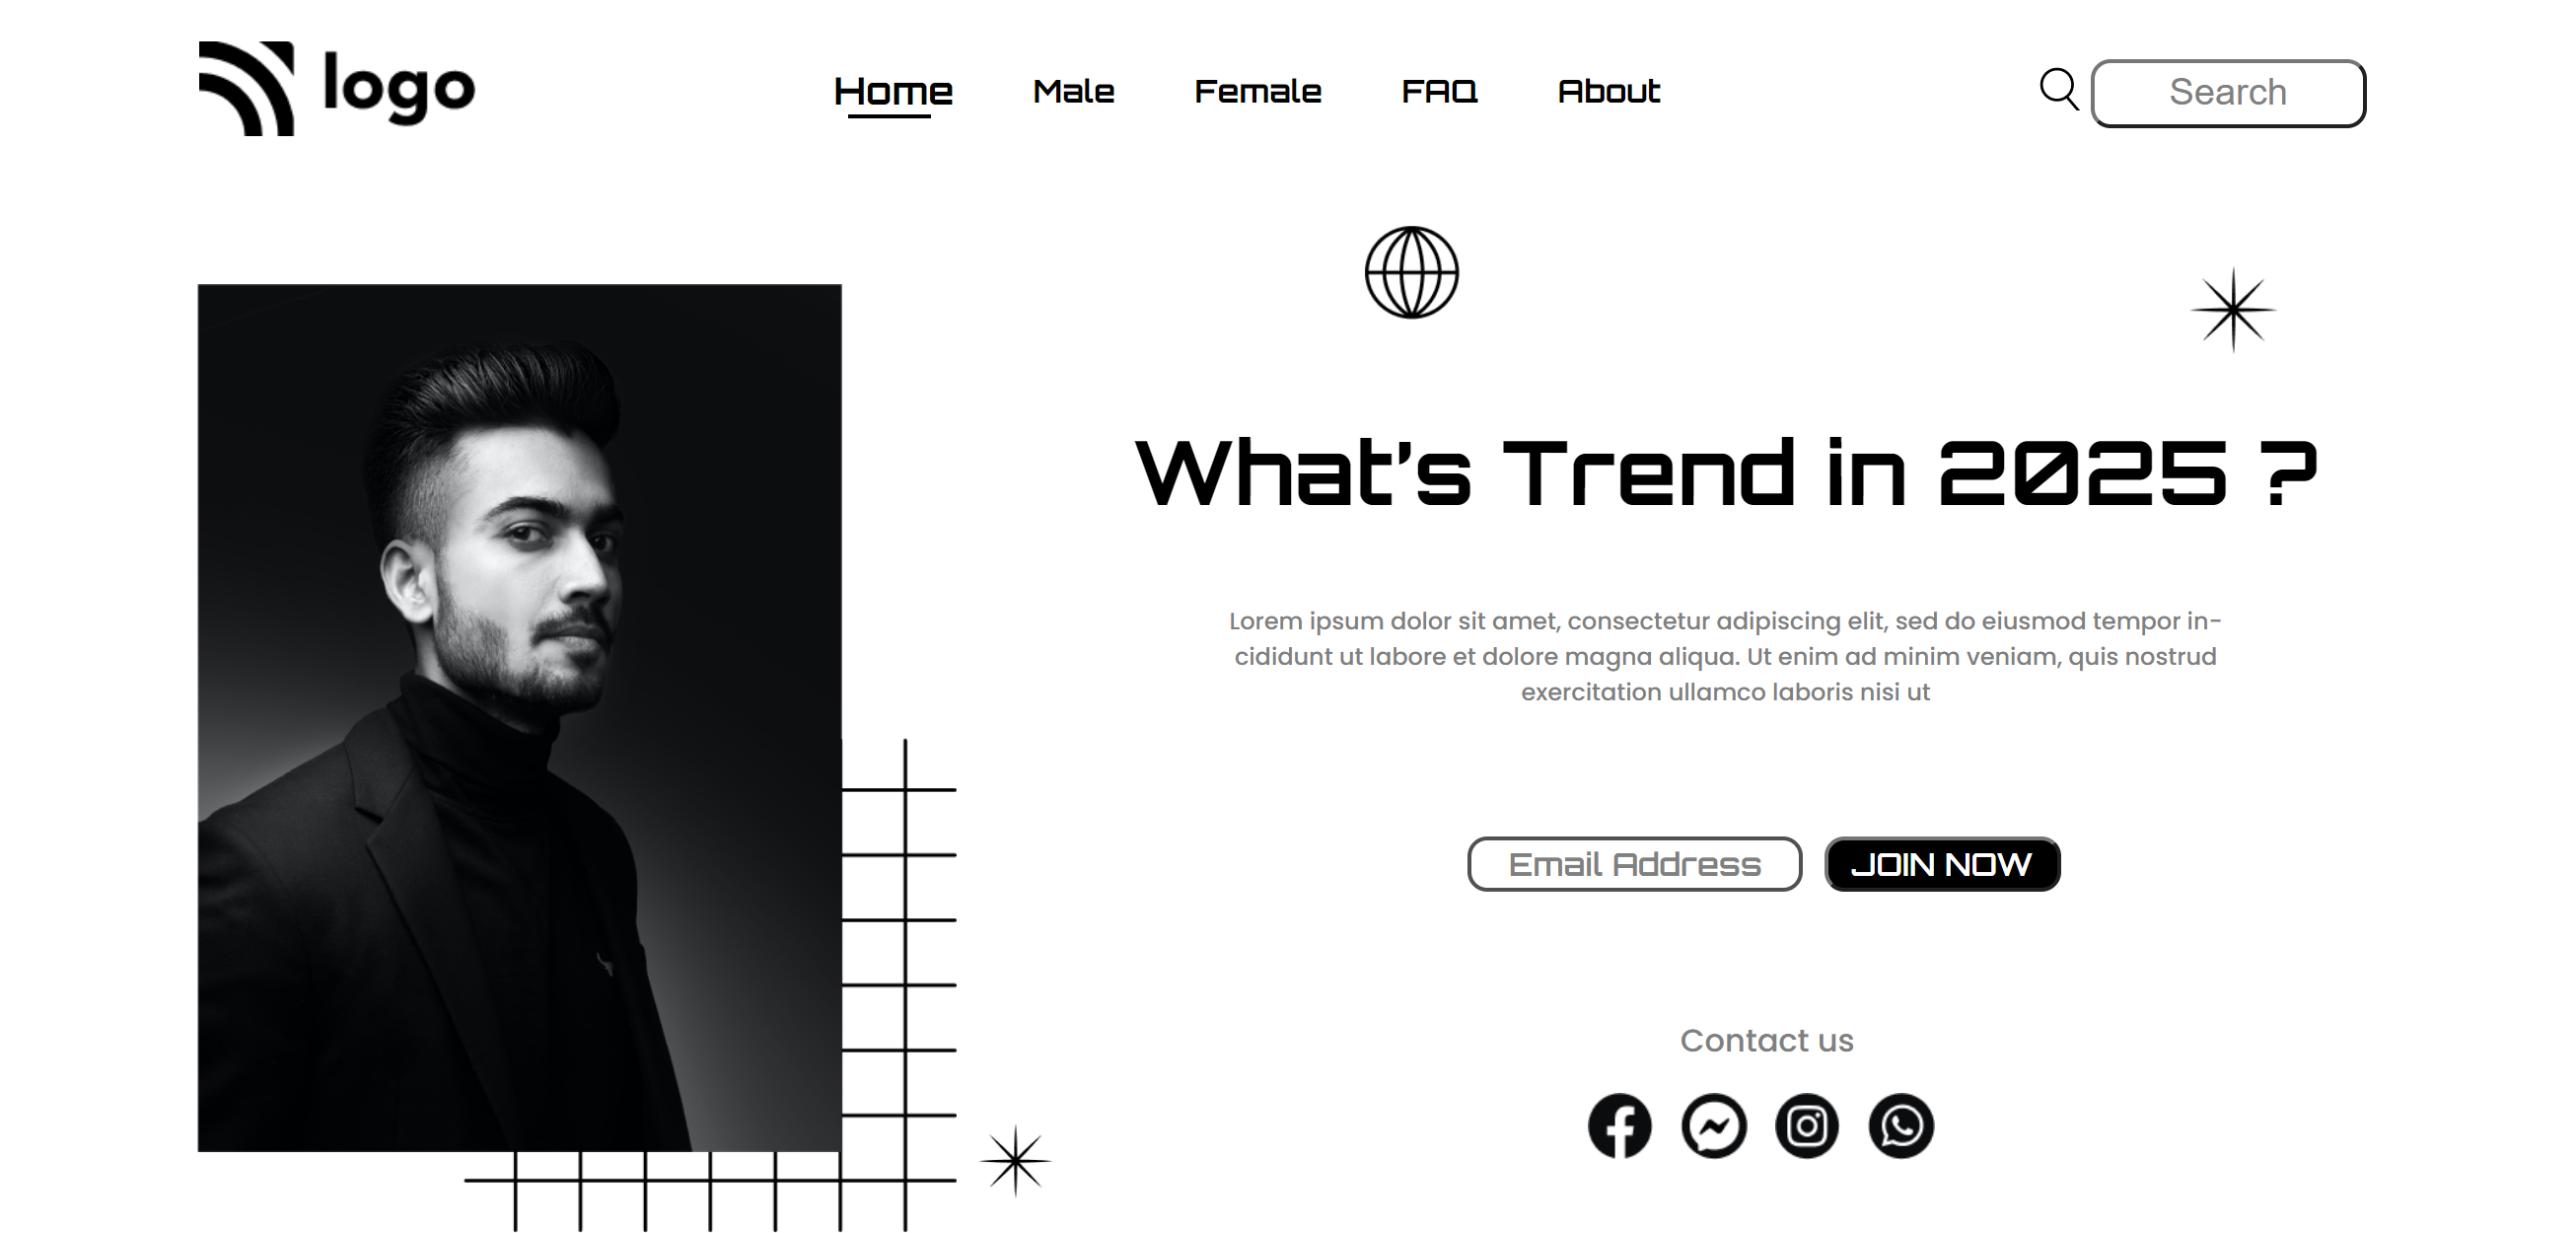 logo
Home Male Female FAQ About
Search
What's Trend in 2025 ?
Lorem ipsum dolor sit amet, consectetur adipiscing elit, sed do eiusmod tempor in-
cididunt ut labore et dolore magna aliqua. Ut enim ad minim veniam, quis nostrud
exercitation ullamco laboris nisi ut
Email Address
JOIN NOW
Contact us